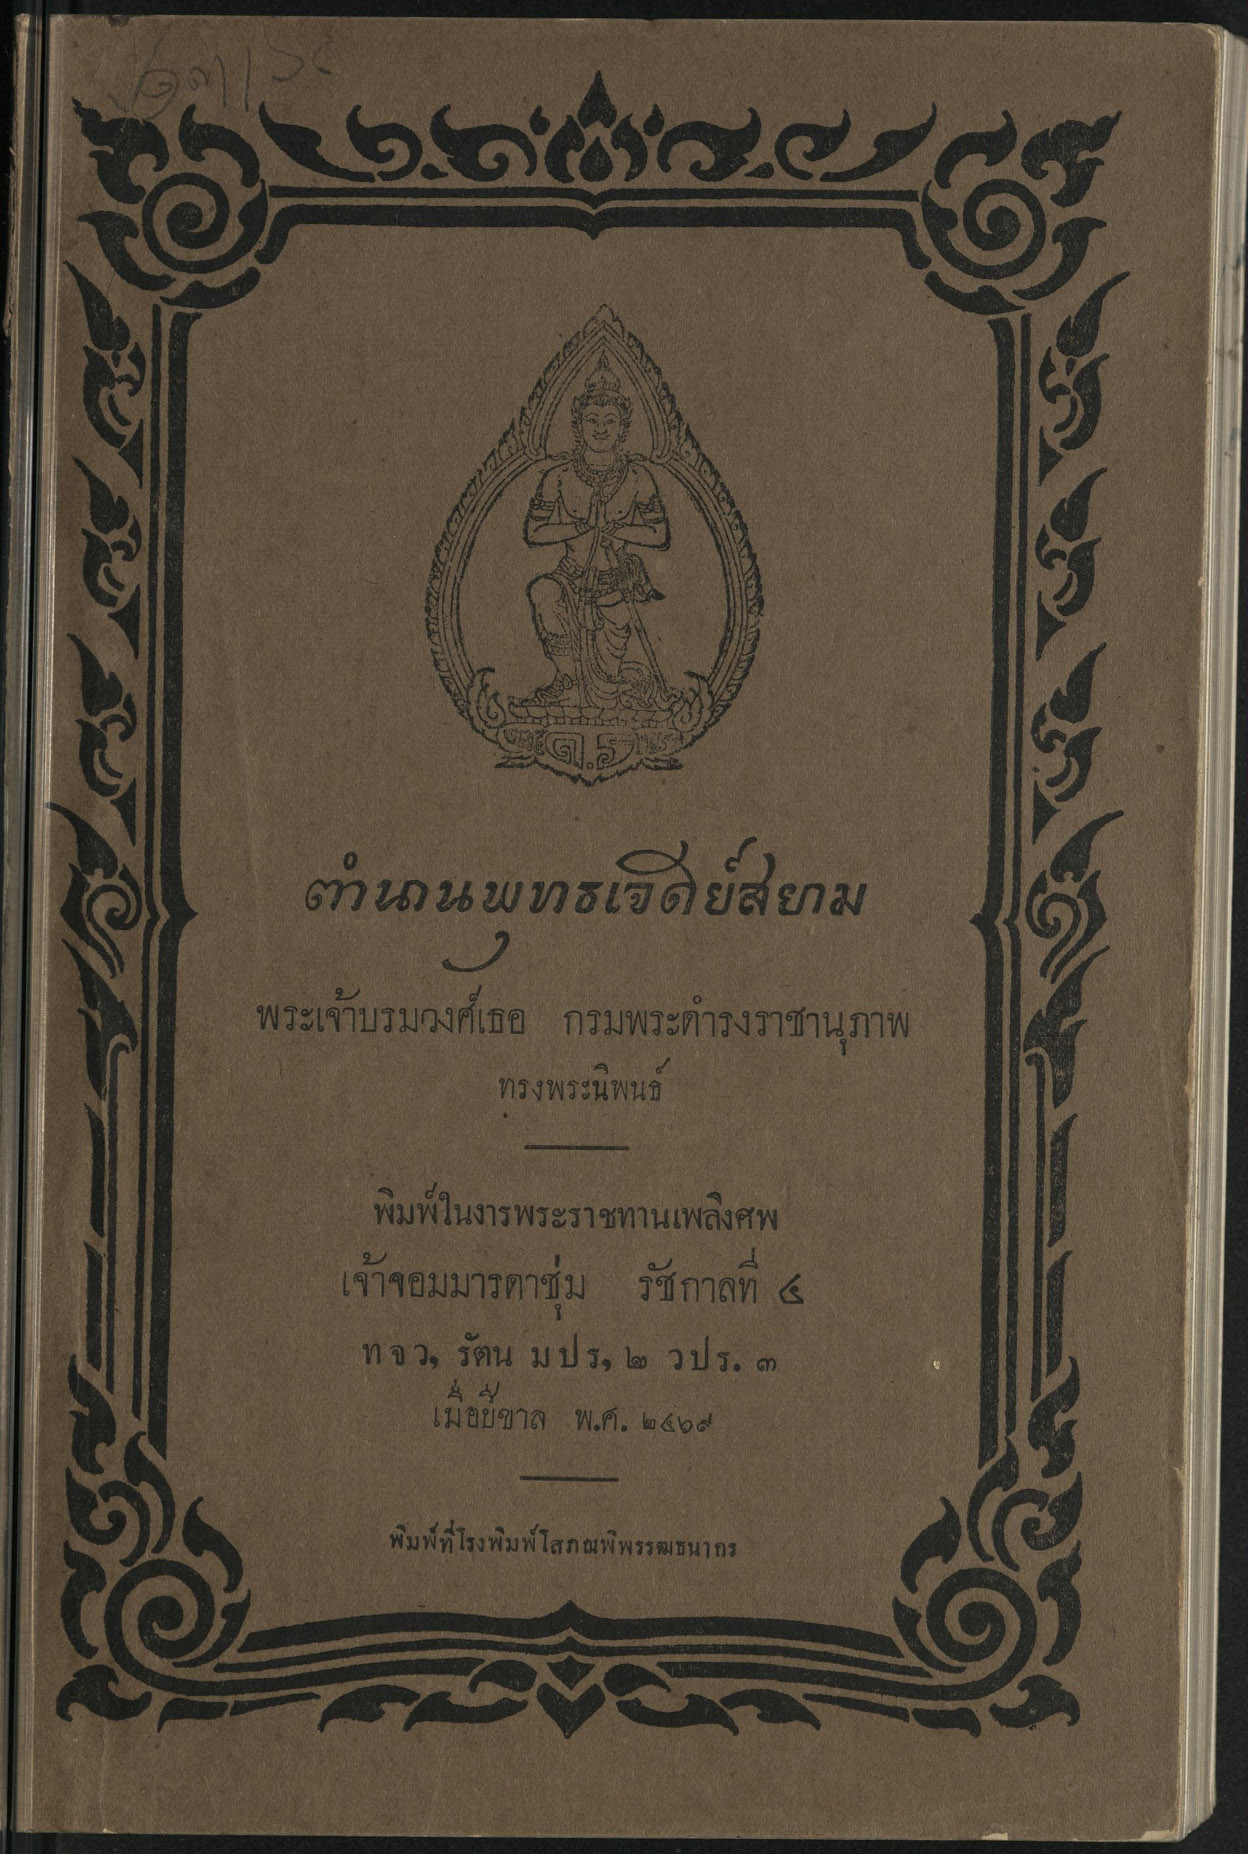 ด.ร
ตำนานพุทธเจดีย์สยาม
พระเจ้าบรมวงศ์เธอ กรมพระดำรงราชานุภาพ
ทรงพระนิพนธ์
พิมพ์ในงารพระราชทานเพลิงศพ
เจ้าจอมมารดาชุ่ม รัชกาลที่ ๔
ท จ ว, รัตน ม ป ร, ๒ ว ป ร. ๓
เมื่อปีขาล พ.ศ. ๒๔๖๙
พิมพ์ที่โรงพิมพ์โสภณพิพรรฒธนากร